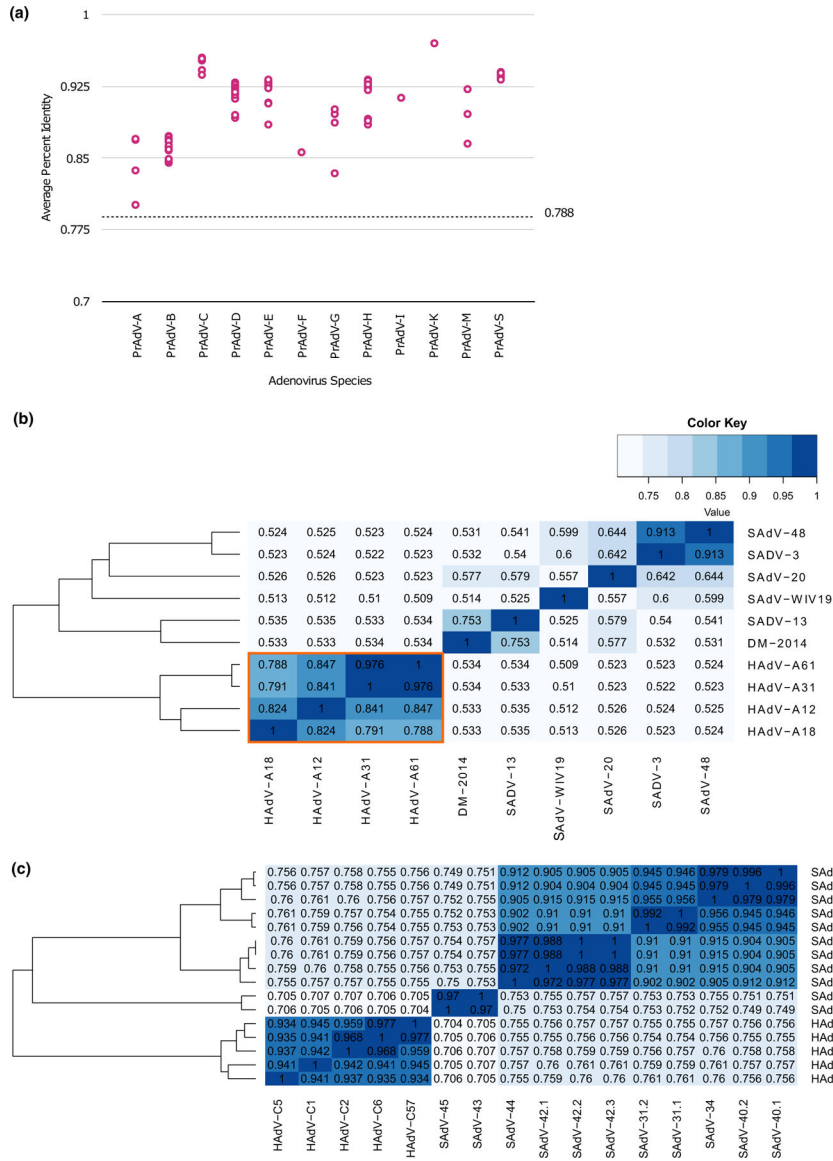 (a)
1
0.925
0.85
0.775
0.7
0.788
Average Percent Identity
PrAdV-A
PrAdV-B
PrAdV-C
PrAdV-D
PrAdV-E
PrAdV-F
PrAdV-G
PrAdV-H
PrAdV-I
PrAdV-K
PrAdV-M
PrAdV-S
Adenovirus Species
(b)
Color Key
0.75 0.8 0.85 0.9 0.95 1
Value
0.524 0.525 0.523 0.524 0.531 0.541 0.599 0.644 0.913 1 SAdV-48
0.523 0.524 0.522 0.523 0.532 0.54 0.6 0.642 1 0.913 SADV-3
0.526 0.526 0.523 0.523 0.577 0.579 0.557 1 0.642 0.644 SAdV-20
0.513 0.512 0.51 0.509 0.514 0.525 1 0.557 0.6 0.599 SAdV-WIV19
0.535 0.535 0.533 0.534 0.753 1 0.525 0.579 0.54 0.541 SADV-13
0.533 0.533 0.534 0.534 1 0.753 0.514 0.577 0.532 0.531 DM-2014
0.788 0.847 0.976 1 0.534 0.534 0.509 0.523 0.523 0.524 HAdV-A61
0.791 0.841 1 0.976 0.534 0.533 0.51 0.523 0.522 0.523 HAdV-A31
0.824 1 0.841 0.847 0.533 0.535 0.512 0.526 0.524 0.525 HAdV-A12
1 0.824 0.791 0.788 0.533 0.535 0.513 0.526 0.523 0.524 HAdV-A18
HAdV-A18
HAdV-A12
HAdV-A31
HAdV-A61
DM-2014
SADV-13
SAdV-WIV19
SAdV-20
SADV-3
SAdV-48
(c)
0.756 0.757 0.758 0.755 0.756 0.749 0.751 0.912 0.905 0.905 0.905 0.945 0.946 0.979 0.996 1 SAd
0.756 0.757 0.758 0.755 0.756 0.749 0.751 0.912 0.904 0.904 0.904 0.945 0.945 0.979 1 0.996 SAd
0.76 0.761 0.76 0.756 0.757 0.752 0.755 0.905 0.915 0.915 0.915 0.955 0.956 1 0.979 0.979 SAd
0.761 0.759 0.757 0.754 0.755 0.752 0.753 0.902 0.91 0.91 0.91 0.992 1 0.956 0.945 0.946 SAd
0.761 0.76 0.759 0.755 0.756 0.753 0.753 0.902 0.91 0.91 0.91 1 0.992 0.955 0.945 0.945 SAd
0.76 0.761 0.759 0.756 0.757 0.754 0.757 0.977 0.988 1 1 0.91 0.91 0.915 0.904 0.905 SAd
0.76 0.761 0.759 0.756 0.757 0.754 0.757 0.977 0.988 1 1 0.91 0.91 0.915 0.904 0.905 SAd
0.759 0.76 0.758 0.755 0.756 0.753 0.755 0.972 1 0.988 0.988 0.91 0.91 0.915 0.904 0.905 SAd
0.755 0.757 0.757 0.755 0.755 0.75 0.753 1 0.972 0.977 0.977 0.902 0.902 0.905 0.912 0.912 SAd
0.705 0.707 0.707 0.706 0.705 0.97 1 0.753 0.755 0.757 0.757 0.753 0.753 0.755 0.751 0.751 SAd
0.706 0.705 0.706 0.705 0.704 1 0.97 0.75 0.753 0.754 0.754 0.753 0.752 0.752 0.749 0.749 SAd
0.934 0.945 0.959 0.977 1 0.704 0.705 0.755 0.756 0.757 0.757 0.755 0.755 0.757 0.756 0.756 HAd
0.935 0.941 0.968 1 0.977 0.705 0.706 0.755 0.755 0.756 0.756 0.754 0.754 0.756 0.755 0.755 HAd
0.937 0.942 1 0.968 0.959 0.706 0.707 0.757 0.758 0.759 0.759 0.756 0.757 0.76 0.758 0.758 HAd
0.941 1 0.942 0.941 0.945 0.705 0.707 0.757 0.76 0.761 0.761 0.76 0.759 0.761 0.757 0.757 HAd
1 0.941 0.937 0.935 0.934 0.706 0.705 0.755 0.759 0.76 0.76 0.761 0.761 0.76 0.756 0.756 HAd
HAdV-C5
HAdV-C1
HAdV-C2
HAdV-C6
HAdV-C57
SAdV-45
SAdV-43
SAdV-44
SAdV-42.1
SAdV-42.2
SAdV-42.3
SAdV-31.2
SAdV-31.1
SAdV-34
SAdV-40.2
SAdV-40.1